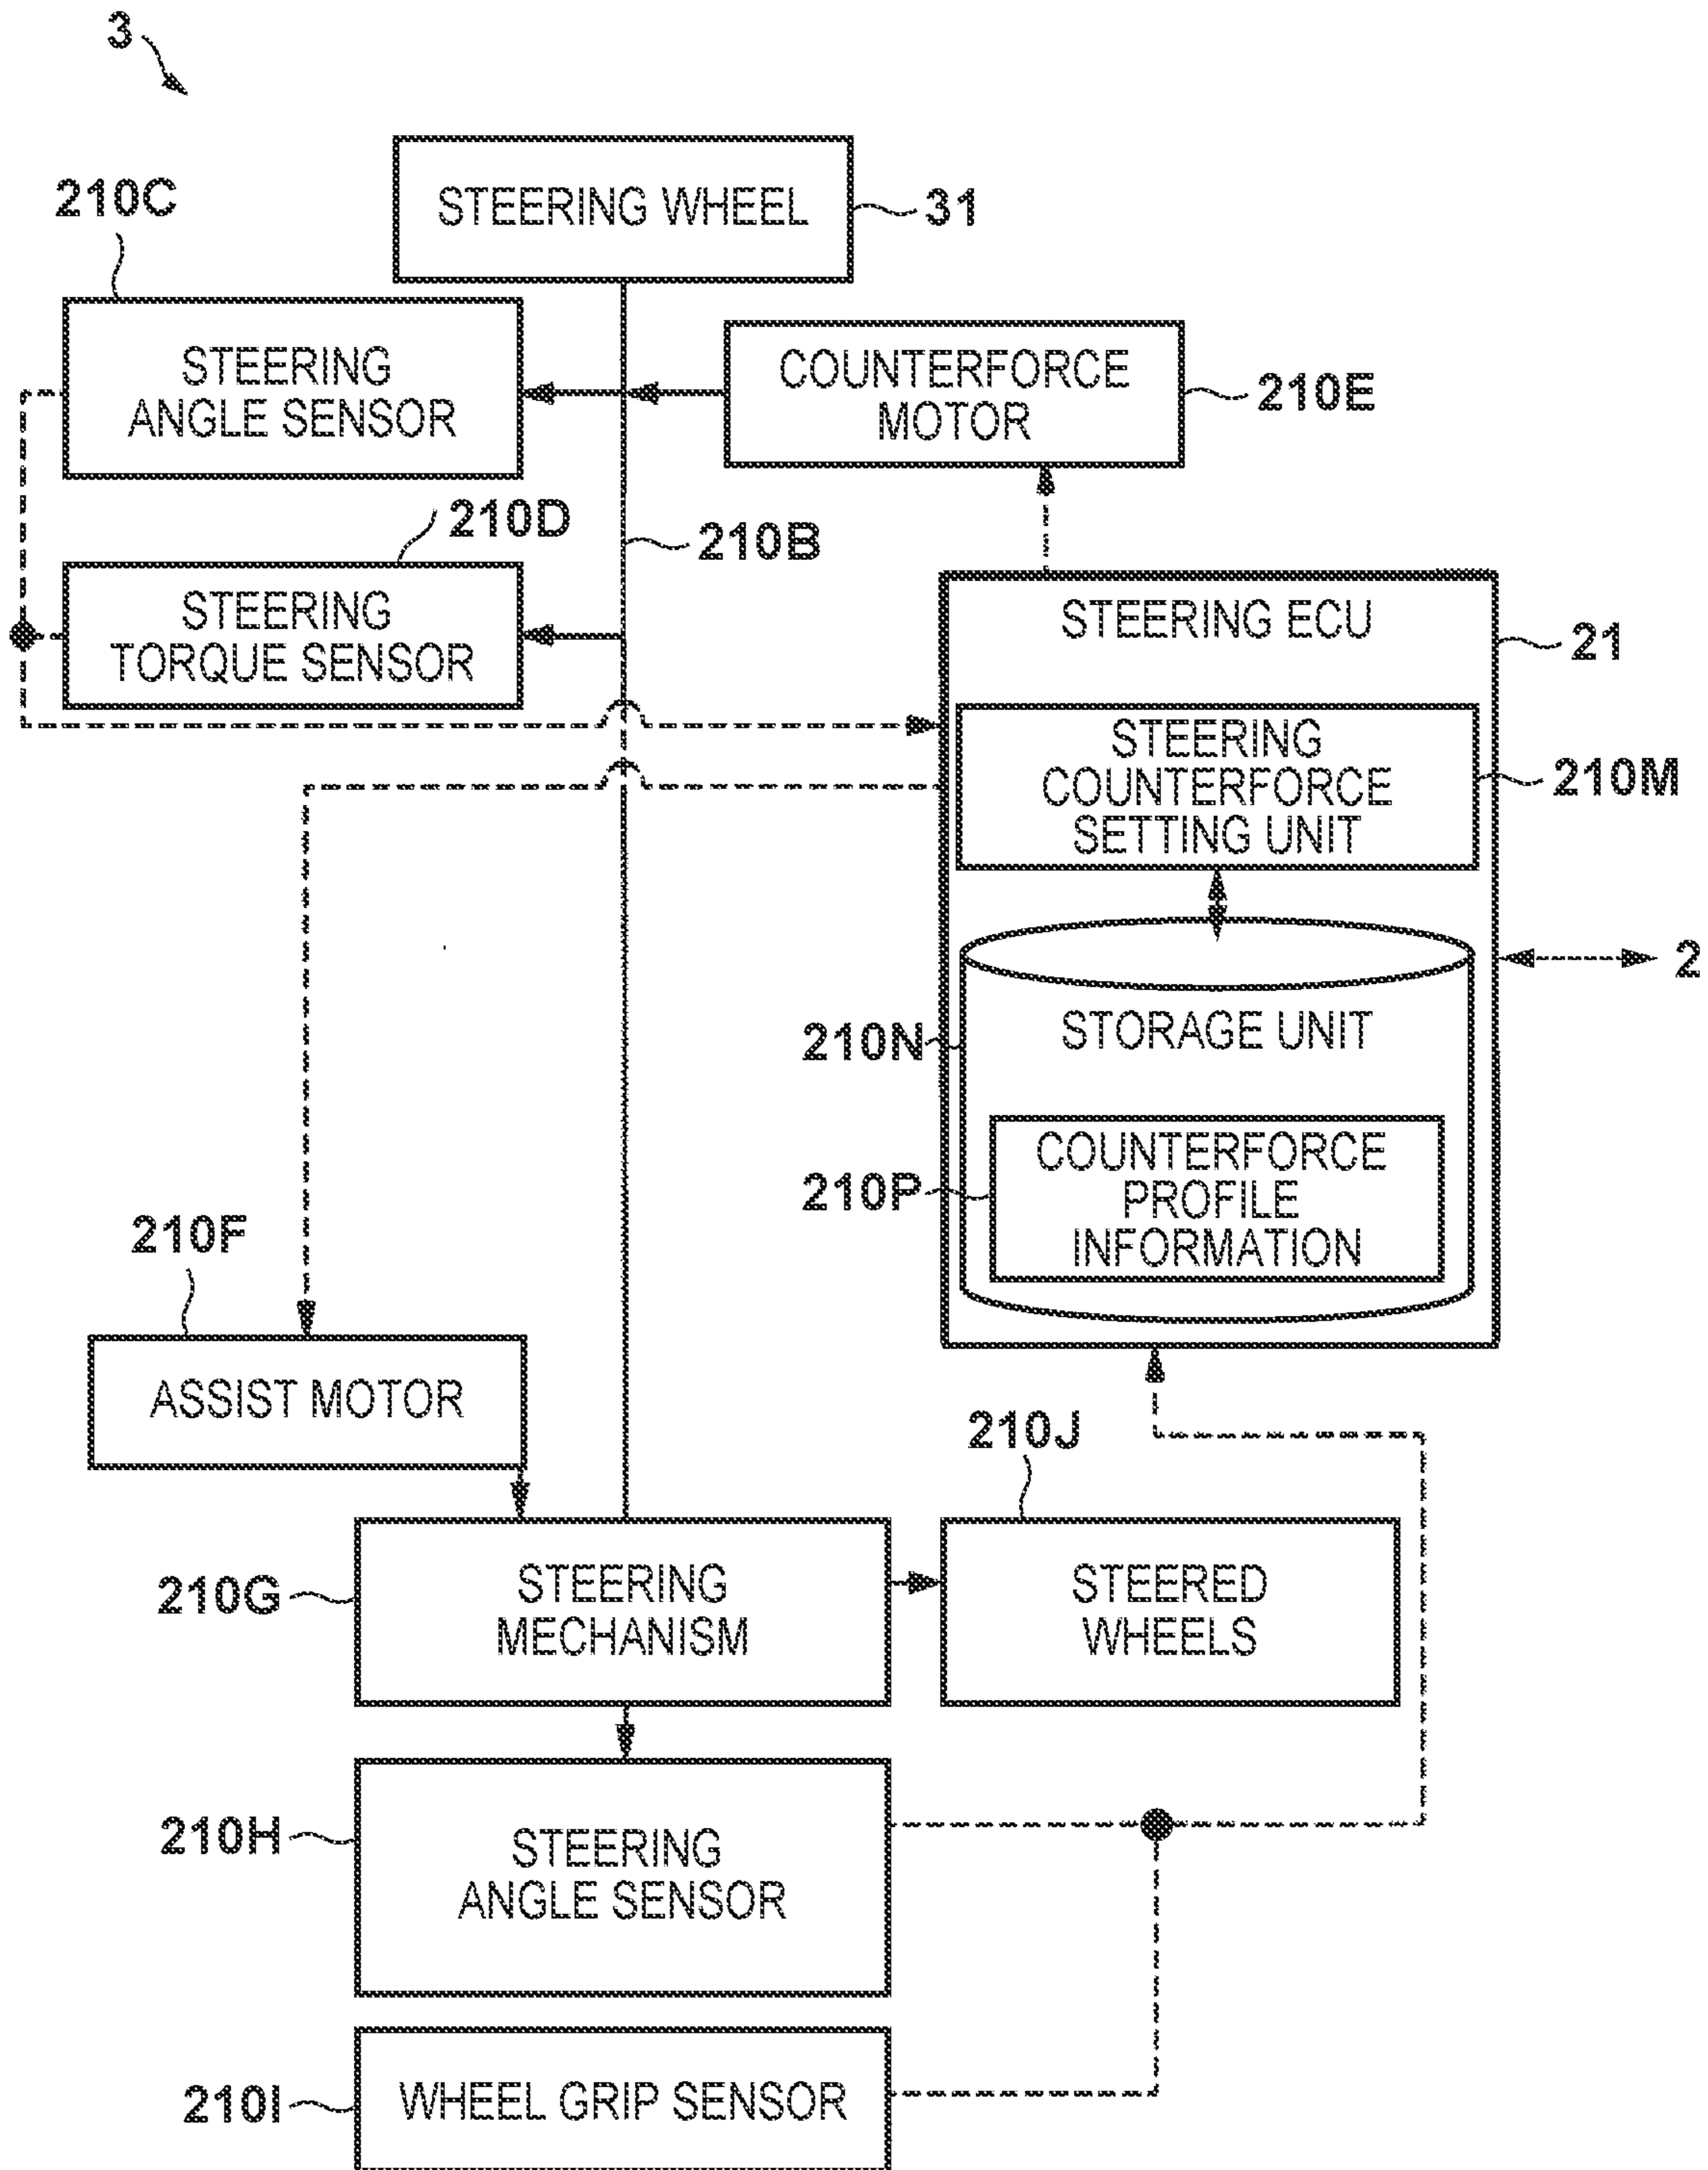 3
STEERING WHEEL
31
210C
STEERING
ANGLE SENSOR
COUNTERFORCE
MOTOR
210E
210D
210B
STEERING
TORQUE SENSOR
STEERING ECU
21
STEERING
COUNTERFORCE
SETTING UNIT
210M
2
210N
STORAGE UNIT
210P
COUNTERFORCE
PROFILE
INFORMATION
210F
ASSIST MOTOR
210J
210G
STEERING
MECHANISM
STEERED
WHEELS
210H
STEERING
ANGLE SENSOR
210I
WHEEL GRIP SENSOR